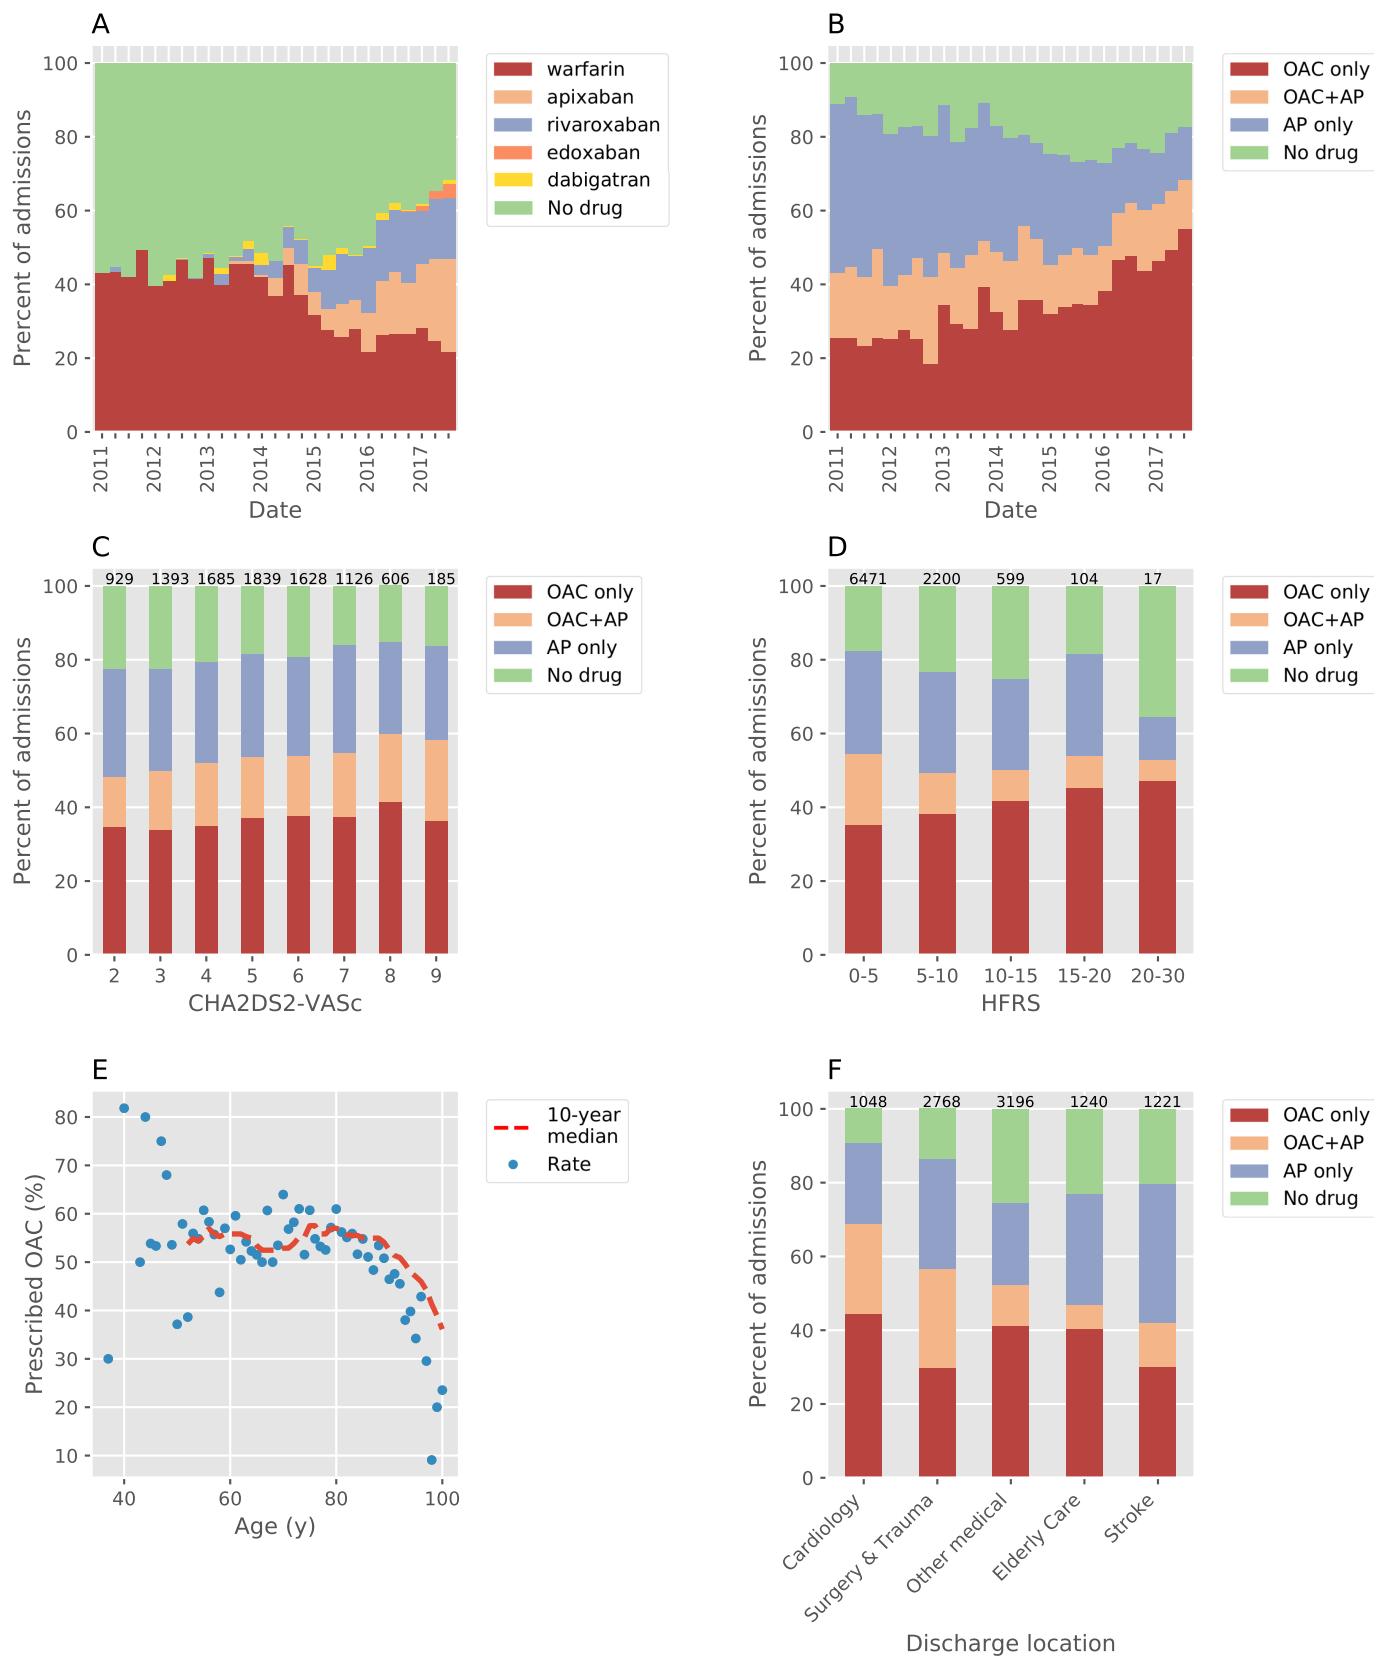 A
Prercent of admissions
100
80
60
40
20
0
2011
2012
2013
2014
2015
2016
2017
Date
warfarin
apixaban
rivaroxaban
edoxaban
dabigatran
No drug
B
Percent of admissions
100
80
60
40
20
0
2011
2012
2013
2014
2015
2016
2017
Date
OAC only
OAC+AP
AP only
No drug
C
Percent of admissions
100
80
60
40
20
0
929 1393 1685 1839 1628 1126 606 185
2 3 4 5 6 7 8 9
CHA2DS2-VASc
OAC only
OAC+AP
AP only
No drug
D
Percent of admissions
100
80
60
40
20
0
6471 2200 599 104 17
0-5 5-10 10-15 15-20 20-30
HFRS
OAC only
OAC+AP
AP only
No drug
E
Prescribed OAC (%)
80
70
60
50
40
30
20
10
40 60 80 100
Age (y)
10-year
median
Rate
F
Percent of admissions
100
80
60
40
20
0
1048 2768 3196 1240 1221
Cardiology
Surgery & Trauma
Other medical
Elderly Care
Stroke
Discharge location
OAC only
OAC+AP
AP only
No drug